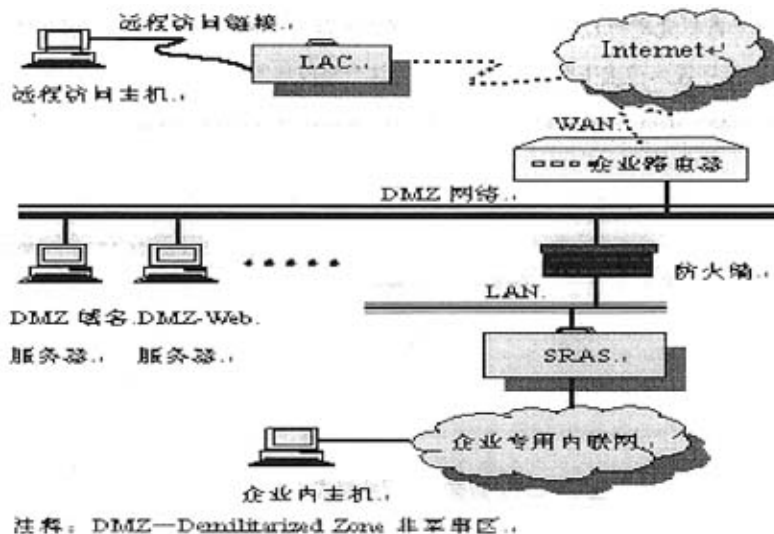 远程访问链接
LAC
Internet
远程访问主机
WAN
企业路由器
DMZ 网络
防火墙
LAN
DMZ 域名 DMZ-Web
服务器 服务器
SRAS
企业专用内联网
企业内主机
注释：DMZ—Demilitarized Zone 非军事区